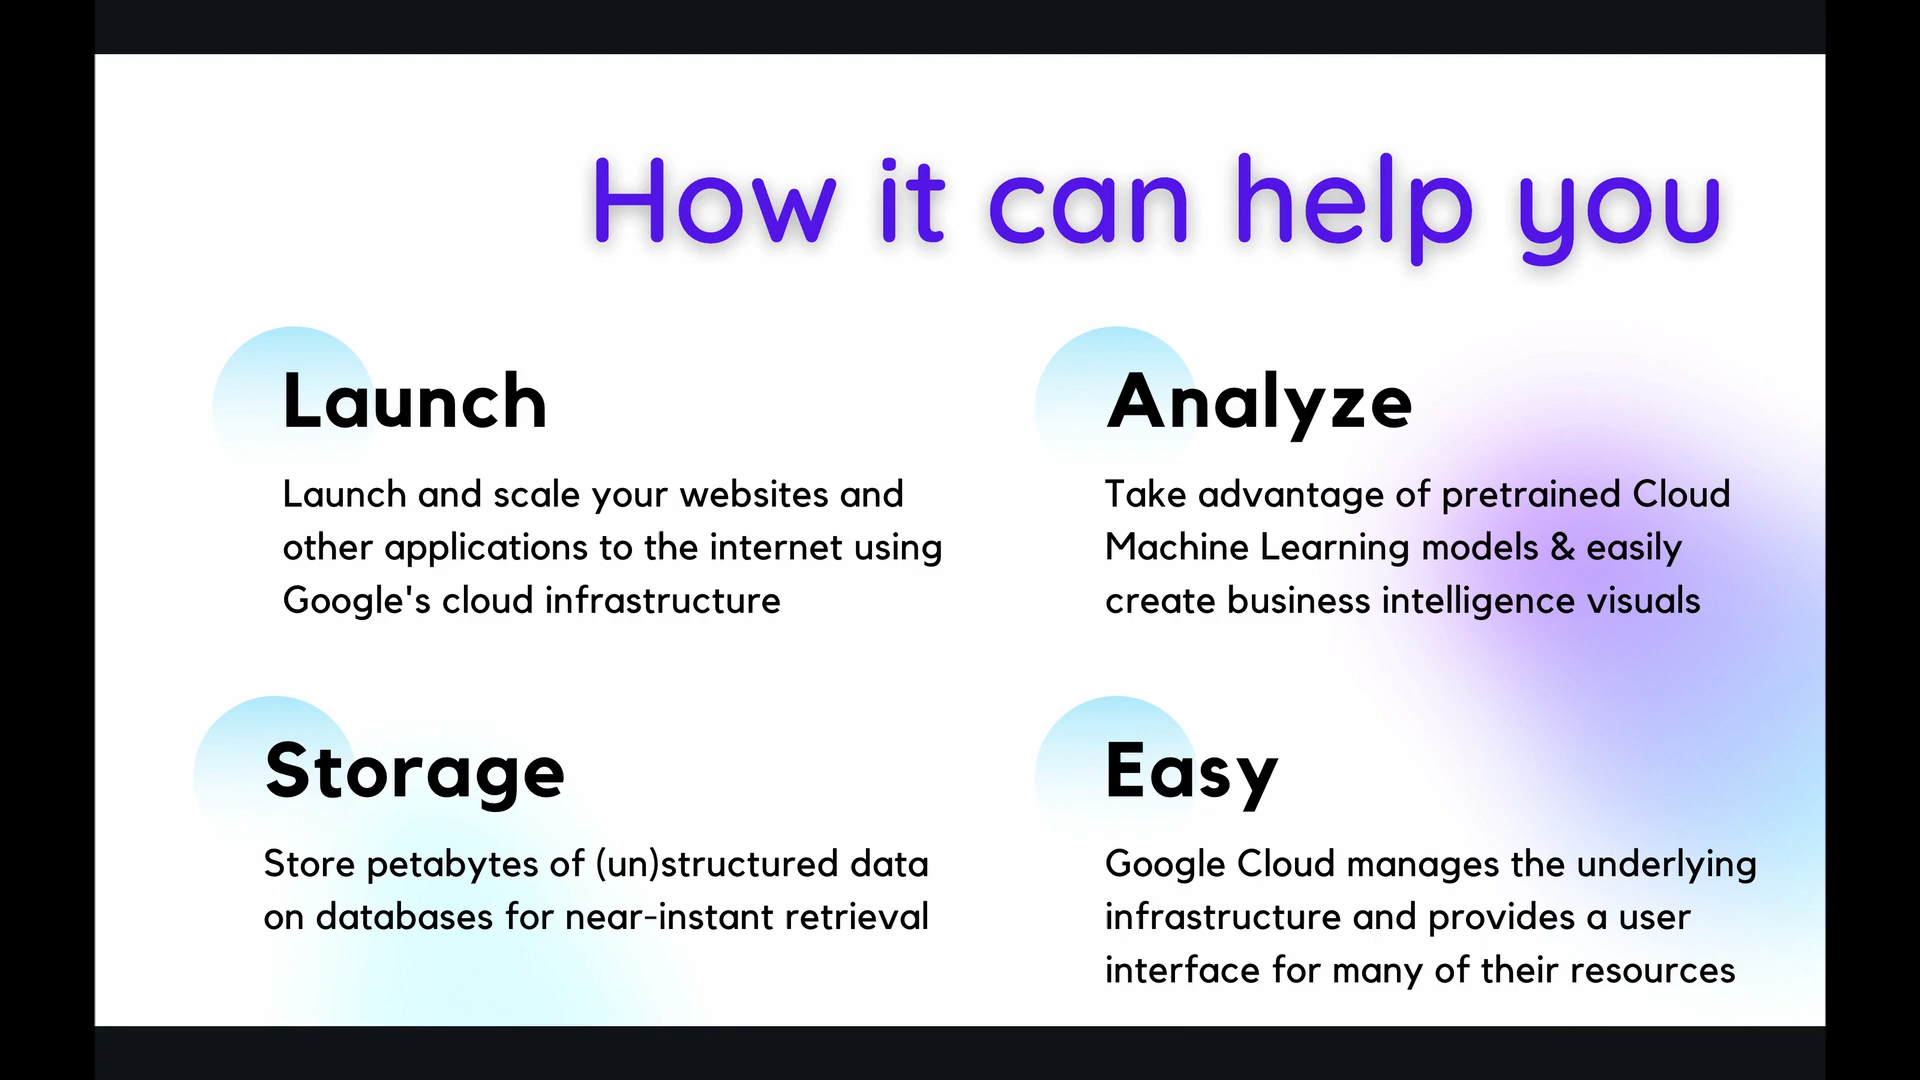 How it can help you
Launch
Launch and scale your websites and
other applications to the internet using
Google's cloud infrastructure
Analyze
Take advantage of pretrained Cloud
Machine Learning models & easily
create business intelligence visuals
Storage
Store petabytes of (un)structured data
on databases for near-instant retrieval
Easy
Google Cloud manages the underlying
infrastructure and provides a user
interface for many of their resources